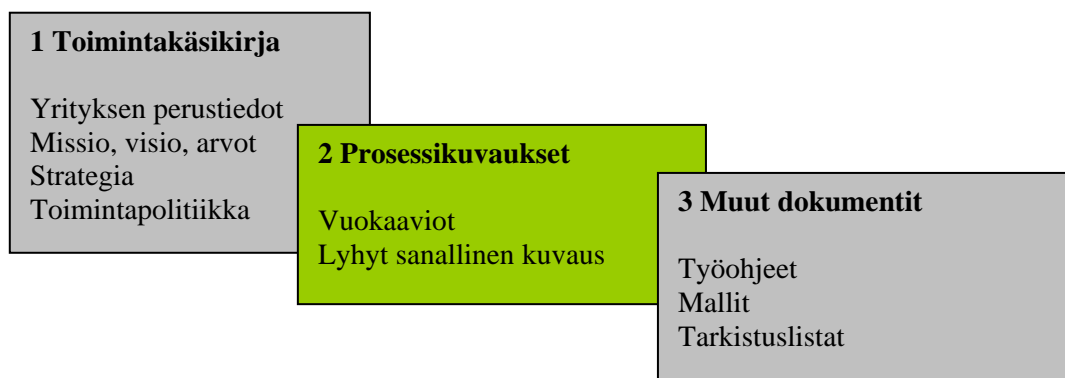 1 Toimintakäsikirja
Yrityksen perustiedot
Missio, visio, arvot
Strategia
Toimintapolitiikka
2 Prosessikuvaukset
Vuokaaviot
Lyhyt sanallinen kuvaus
3 Muut dokumentit
Työohjeet
Mallit
Tarkistuslistat